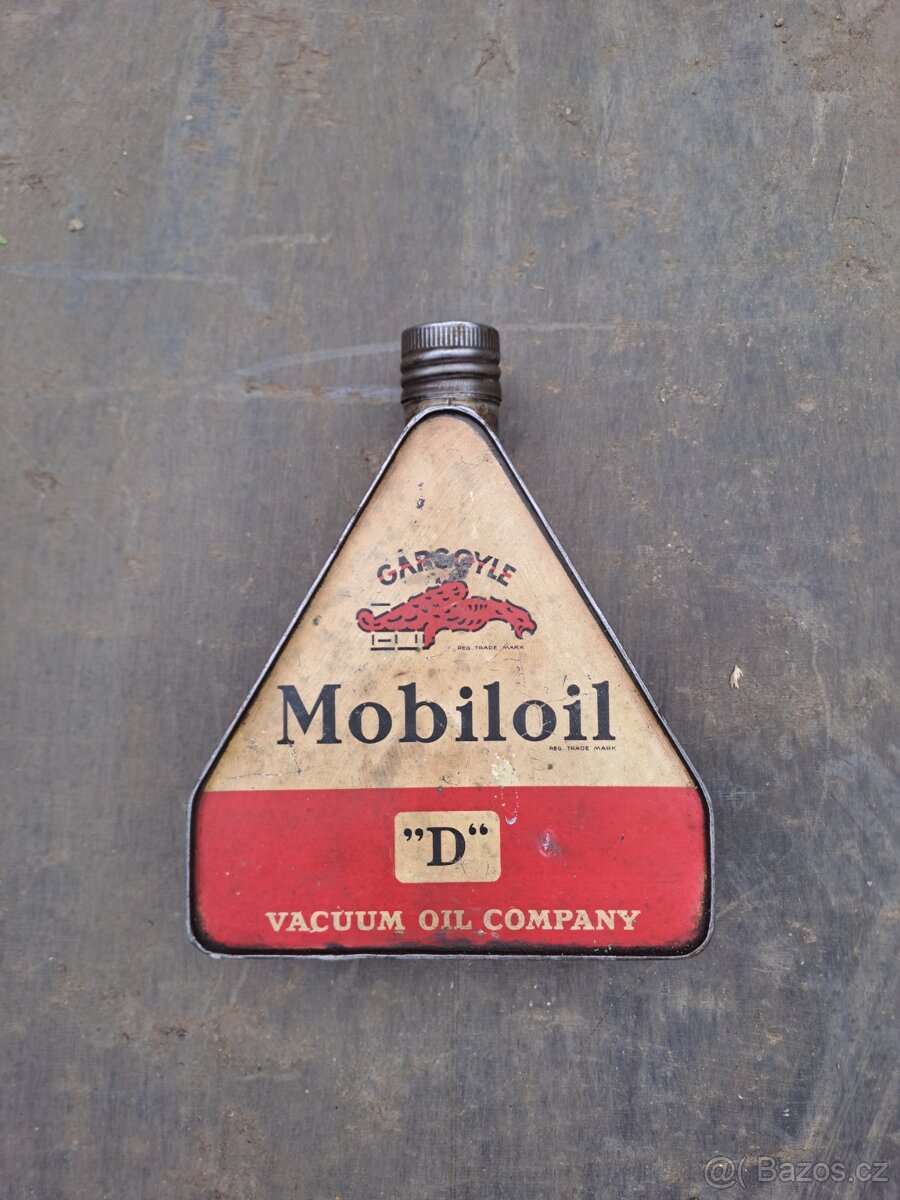 GARGOYLE
REG. TRADE MARK
Mobiloil
REG. TRADE MARK
”D“
VACUUM OIL COMPANY
@( Bazos.cz